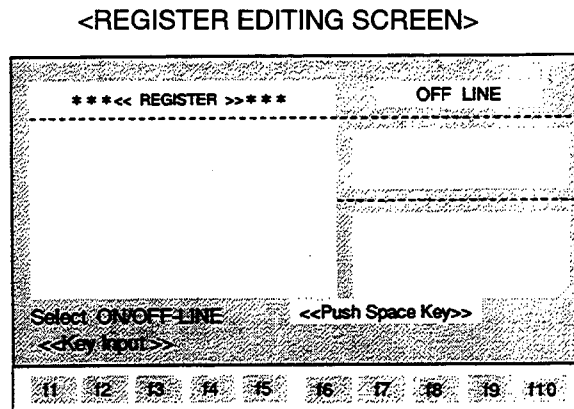 <REGISTER EDITING SCREEN>
***<< REGISTER >>***
OFF LINE
Select ON/OFF-LINE
<<Push Space Key>>
<<Key Input>>
f1 f2 f3 f4 f5 f6 f7 f8 f9 f10